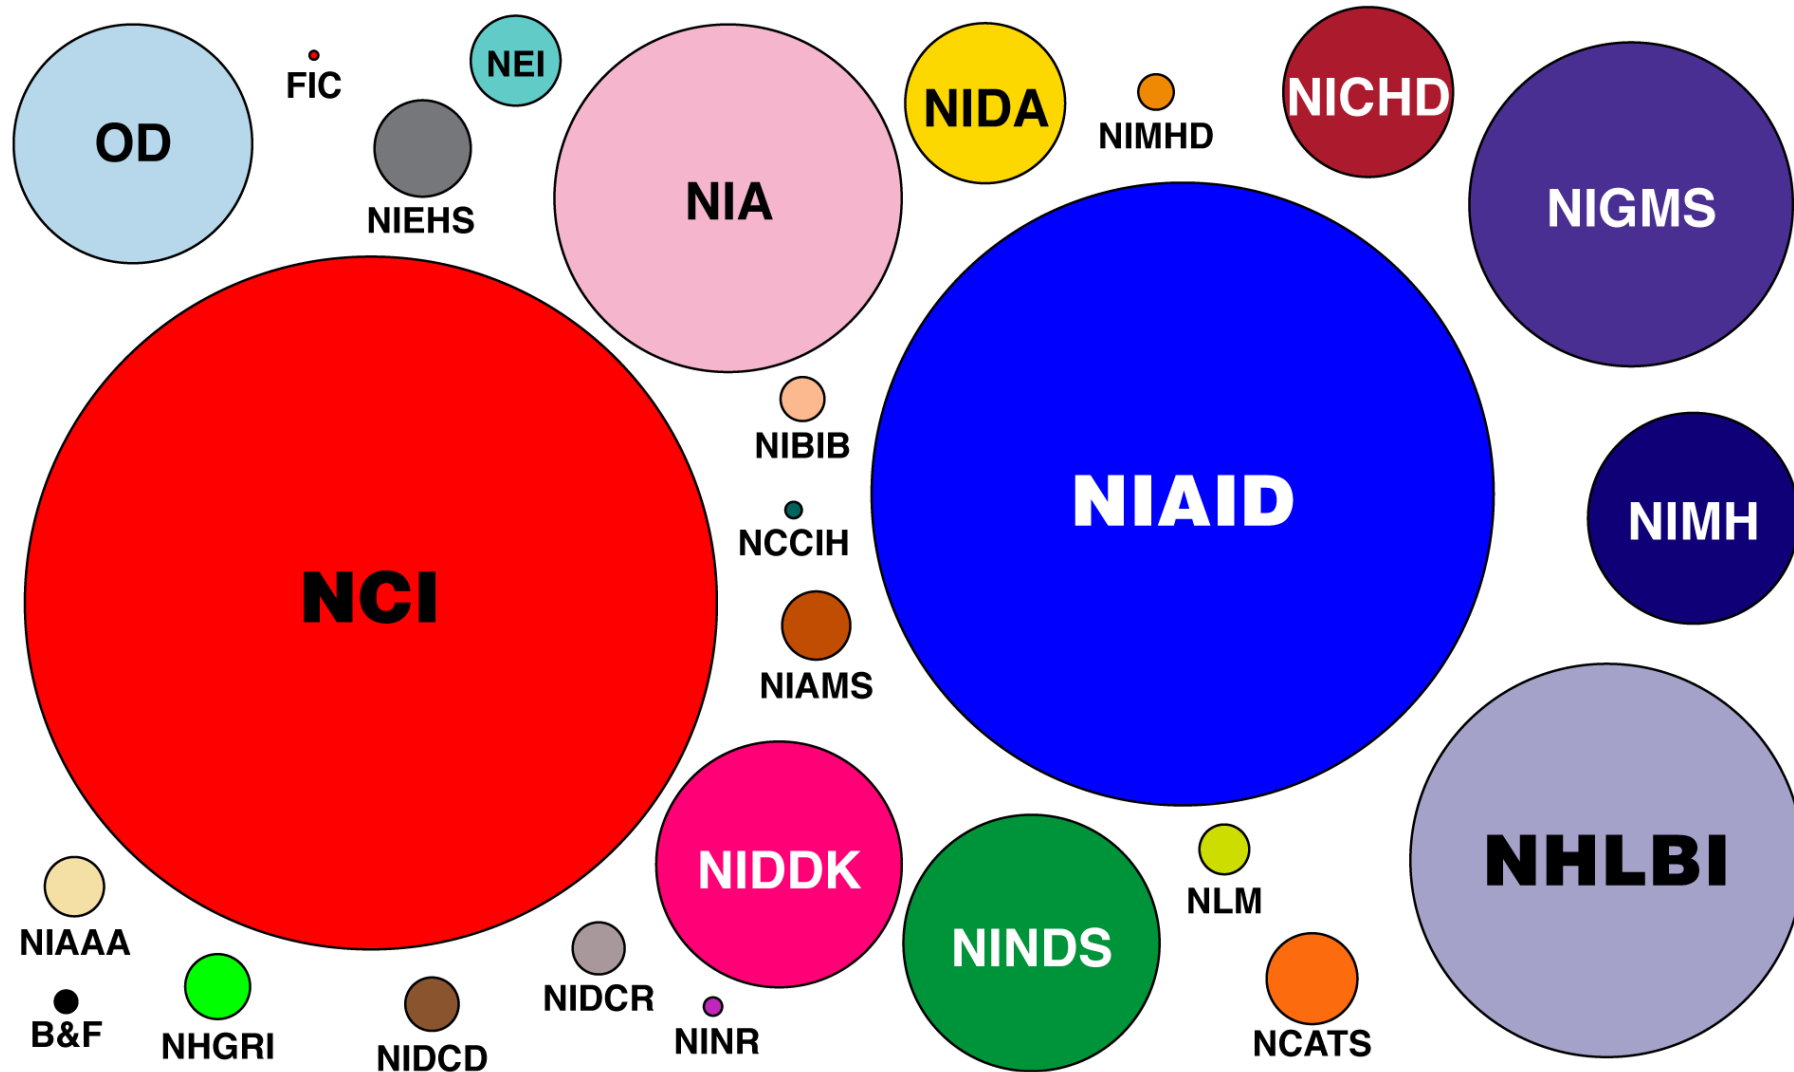 OD
FIC
NEI
NIEHS
NIA
NIDA
NIMHD
NICHD
NIGMS
NIBIB
NCCIH
NIAID
NIMH
NCI
NIAMS
NIDDK
NHLBI
NINDS
NLM
NIAAA
NIDCR
B&F
NHGRI
NIDCD
NINR
NCATS